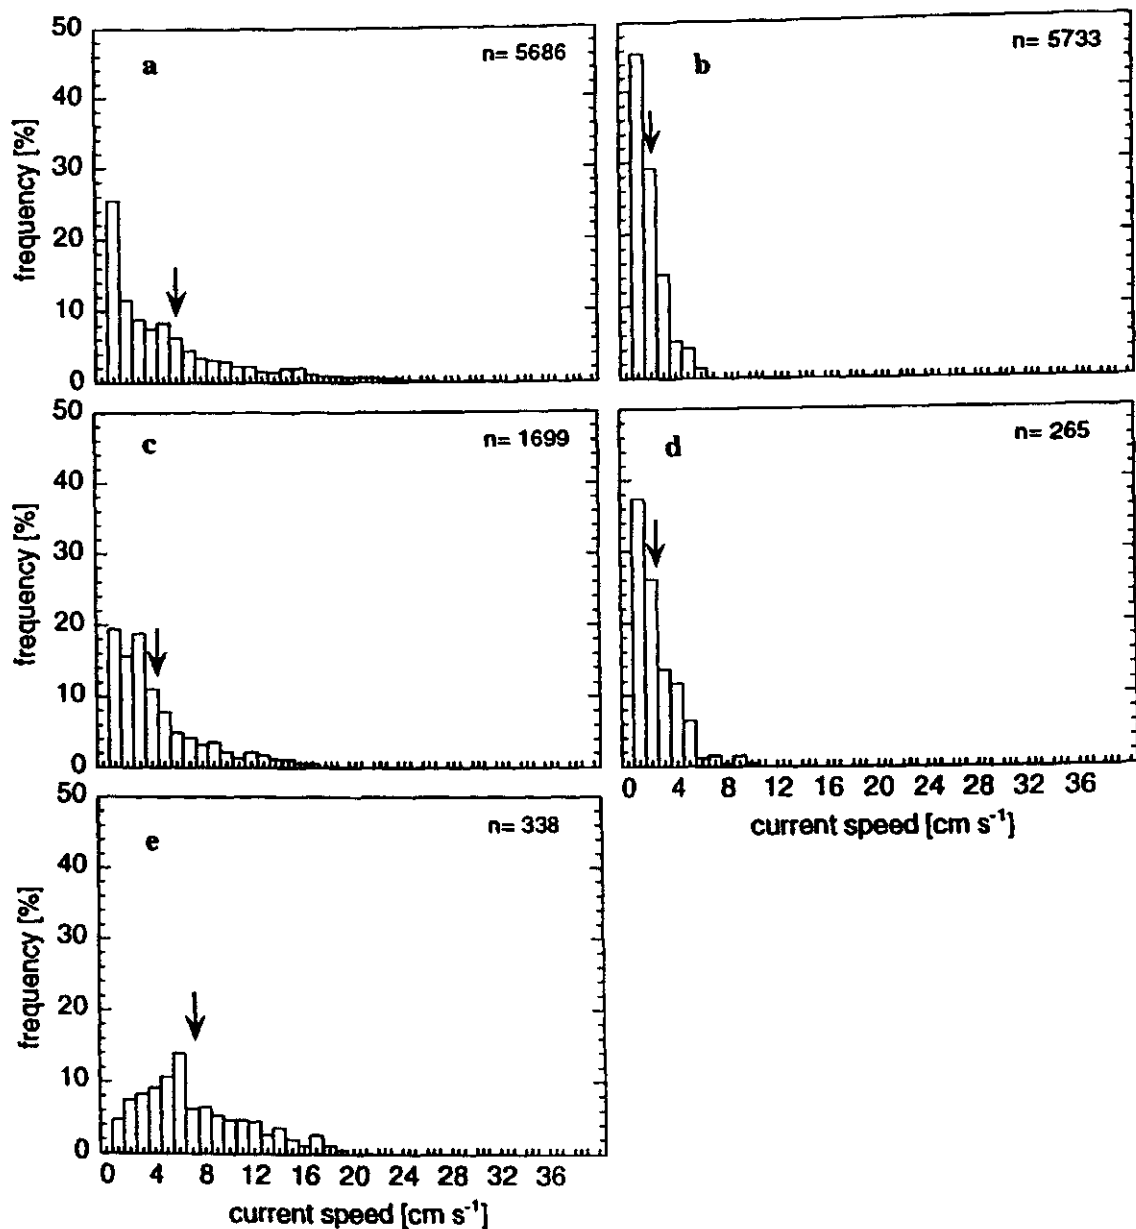 50
40
30
20
10
0
frequency [%]
a
n= 5686
b
n= 5733
50
40
30
20
10
0
frequency [%]
c
n= 1699
d
n= 265
0 4 8 12 16 20 24 28 32 36
current speed [cm s⁻¹]
50
40
30
20
10
0
frequency [%]
e
n= 338
0 4 8 12 16 20 24 28 32 36
current speed [cm s⁻¹]